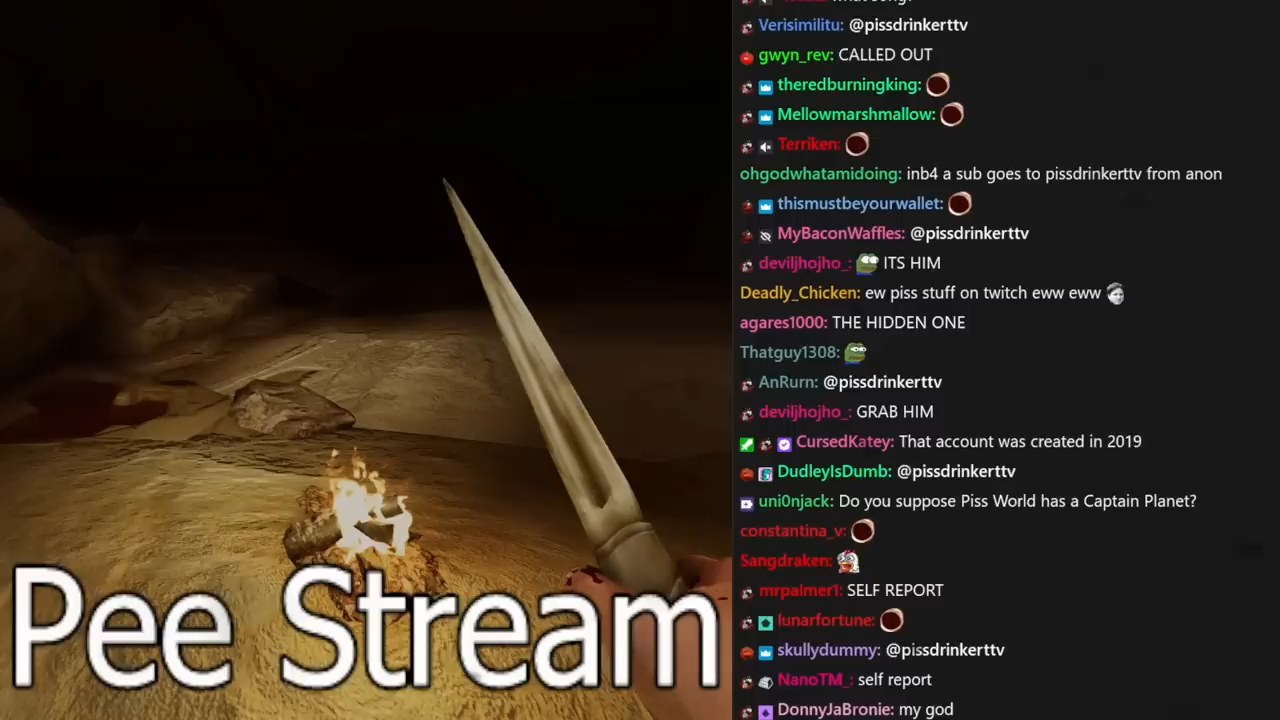 Pee Stream
Verisimilitu: @pissdrinkerttv
gwyn_rev: CALLED OUT
theredburningking:
Mellowmarshmallow:
Terriken:
ohgodwhatamidoing: inb4 a sub goes to pissdrinkerttv from anon
thismustbeyourwallet:
MyBaconWaffles: @pissdrinkerttv
deviljhojho_: ITS HIM
Deadly_Chicken: ew piss stuff on twitch eww eww
agares1000: THE HIDDEN ONE
Thatguy1308:
AnRurn: @pissdrinkerttv
deviljhojho_: GRAB HIM
CursedKatey: That account was created in 2019
DudleyIsDumb: @pissdrinkerttv
uni0njack: Do you suppose Piss World has a Captain Planet?
constantina_v:
Sangdraken:
mrpalmer1: SELF REPORT
lunarfortune:
skullydummy: @pissdrinkerttv
NanoTM_: self report
DonnyJaBronie: my god